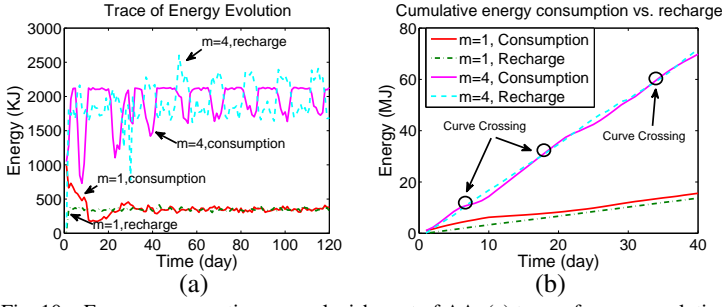 Trace of Energy Evolution
3000
2500
2000
1500
1000
500
0
Energy (KJ)
0
20
40
60
80
100
120
Time (day)
m=4,recharge
m=4,consumption
m=1,consumption
m=1,recharge
(a)
Cumulative energy consumption vs. recharge
80
60
40
20
0
Energy (MJ)
0
10
20
30
40
Time (day)
m=1, Consumption
m=1, Recharge
m=4, Consumption
m=4, Recharge
Curve Crossing
Curve Crossing
(b)